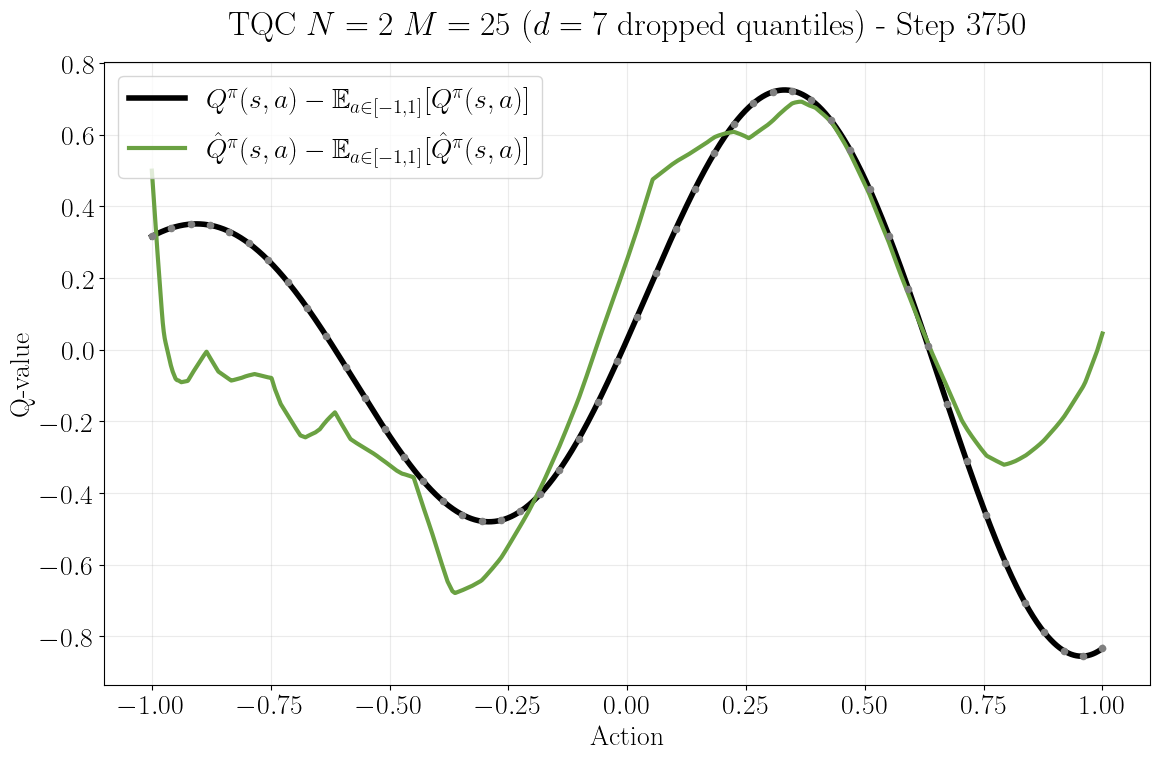 TQC N = 2 M = 25 (d = 7 dropped quantiles) - Step 3750
Q^π(s, a) − 𝔼_{a∈[−1,1]}[Q^π(s, a)]
Q̂^π(s, a) − 𝔼_{a∈[−1,1]}[Q̂^π(s, a)]
Q-value
0.8
0.6
0.4
0.2
0.0
−0.2
−0.4
−0.6
−0.8
−1.00 −0.75 −0.50 −0.25 0.00 0.25 0.50 0.75 1.00
Action